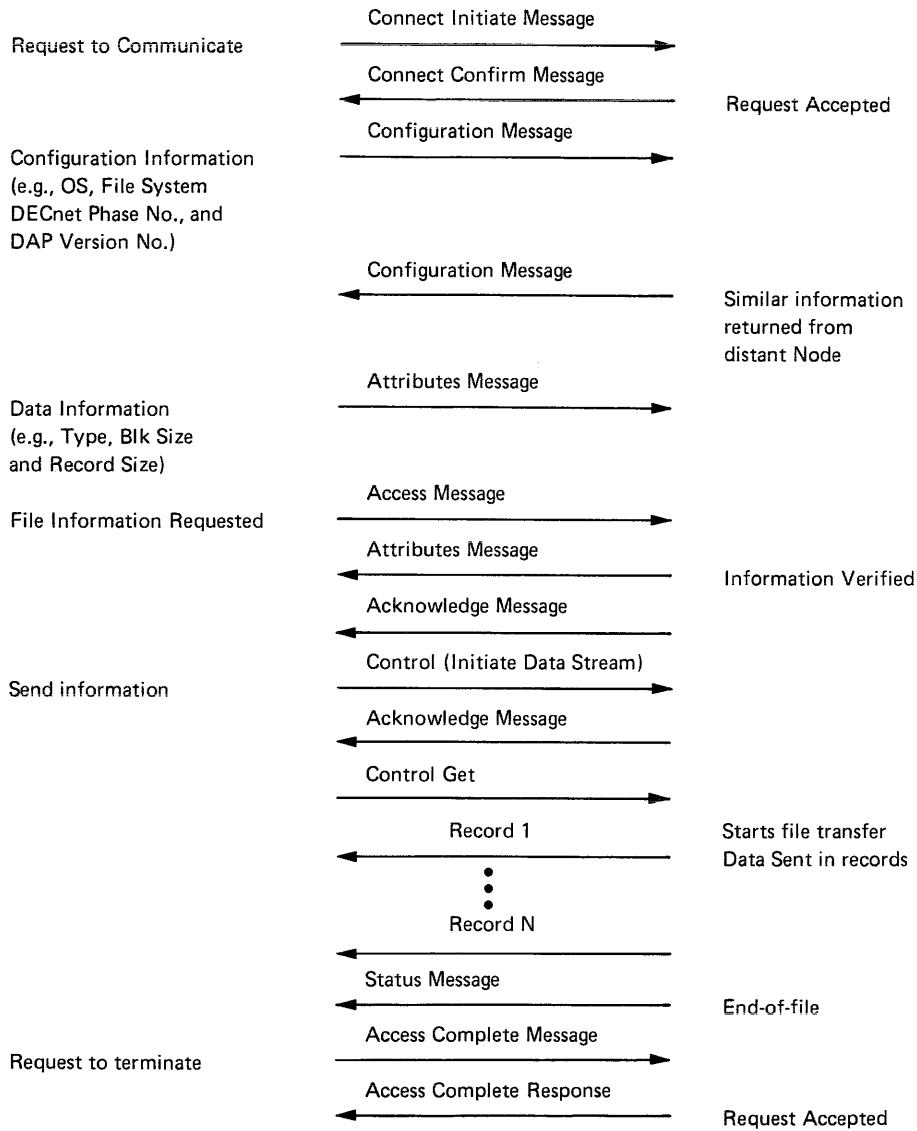 Connect Initiate Message
Request to Communicate
Connect Confirm Message
Request Accepted
Configuration Message
Configuration Information
(e.g., OS, File System
DECnet Phase No., and
DAP Version No.)
Configuration Message
Similar information
returned from
distant Node
Attributes Message
Data Information
(e.g., Type, Blk Size
and Record Size)
Access Message
File Information Requested
Attributes Message
Information Verified
Acknowledge Message
Control (Initiate Data Stream)
Send information
Acknowledge Message
Control Get
Record 1
Starts file transfer
Data Sent in records
Record N
Status Message
End-of-file
Access Complete Message
Request to terminate
Access Complete Response
Request Accepted